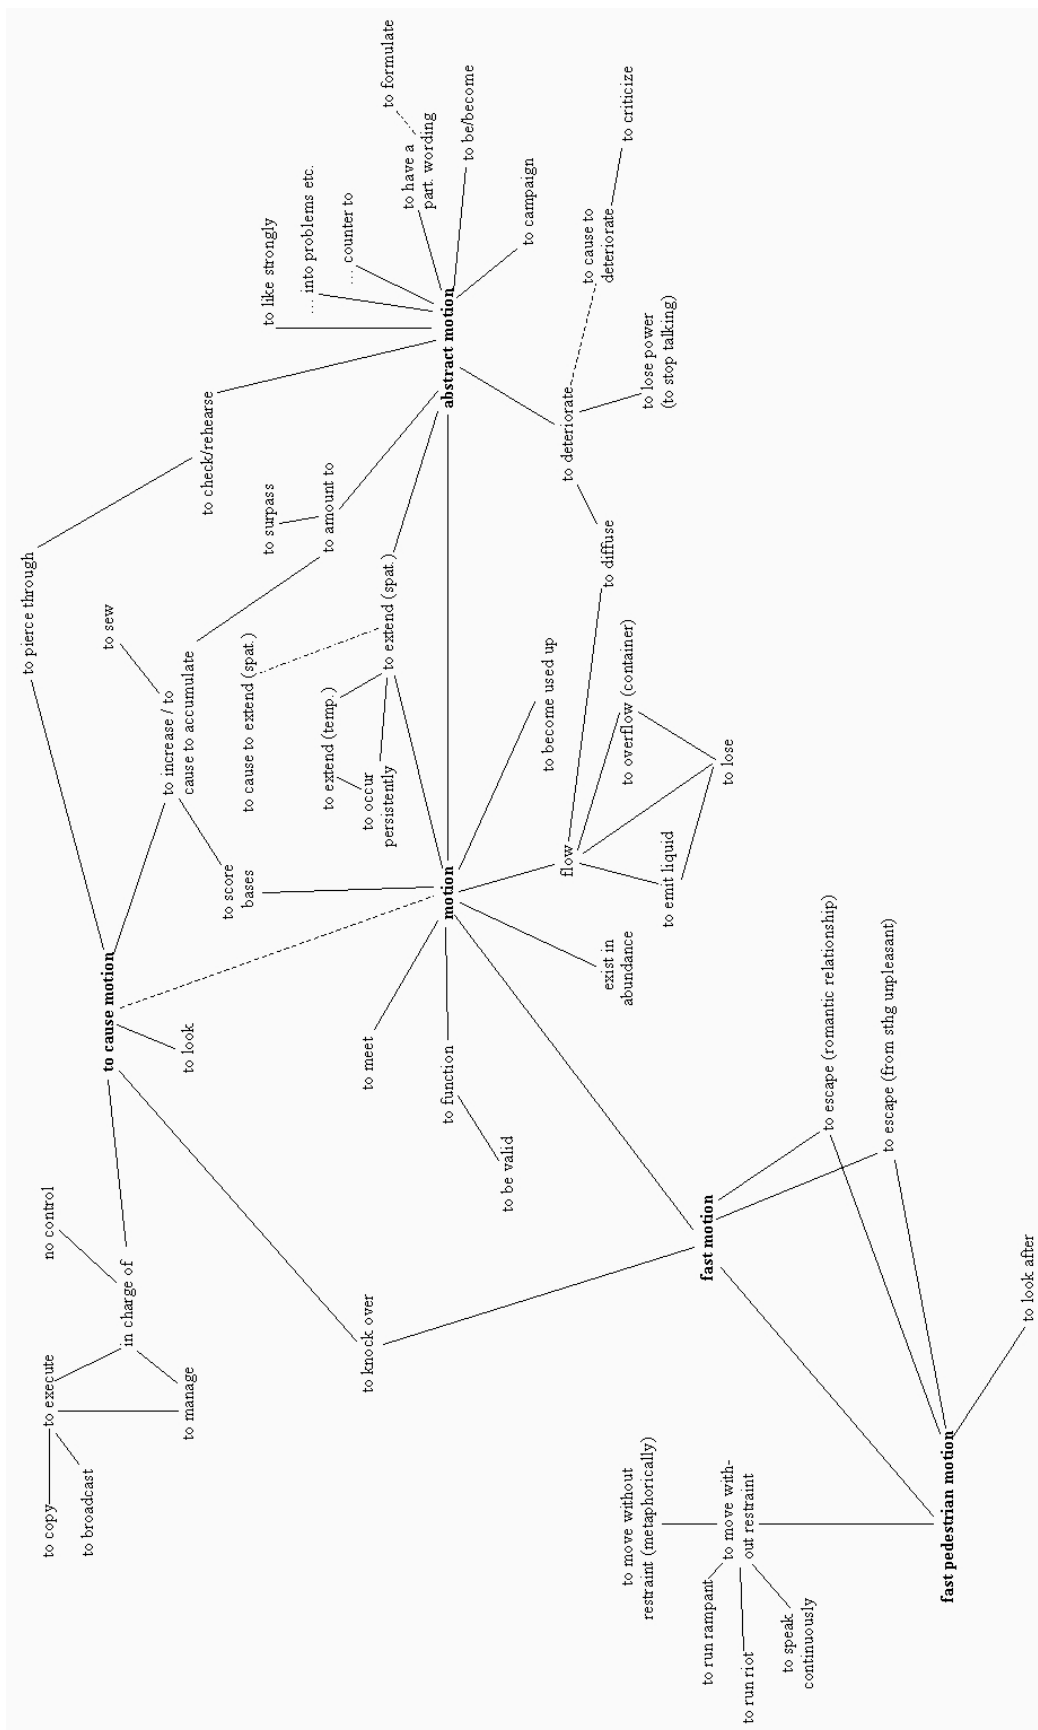 to copy
to execute
no control
to pierce through
to broadcast
in charge of
to cause motion
to sew
to manage
to look
to increase / to
cause to accumulate
to check/rehearse
to score
bases
to cause to extend (spat.)
to surpass
to like strongly
to extend (temp.)
to amount to
... into problems etc.
to knock over
to meet
to occur
persistently
to extend (spat.)
... counter to
to formulate
to have a
part. wording
to function
motion
abstract motion
to be/become
to be valid
to become used up
to campaign
flow
to deteriorate
exist in
abundance
to diffuse
to cause to
deteriorate
to move without
restraint (metaphorically)
to overflow (container)
to lose power
(to stop talking)
to criticize
to emit liquid
fast motion
to run rampant
to move with-
out restraint
to lose
to run riot
to speak
continuously
to escape (romantic relationship)
to escape (from sthg unpleasant)
fast pedestrian motion
to look after